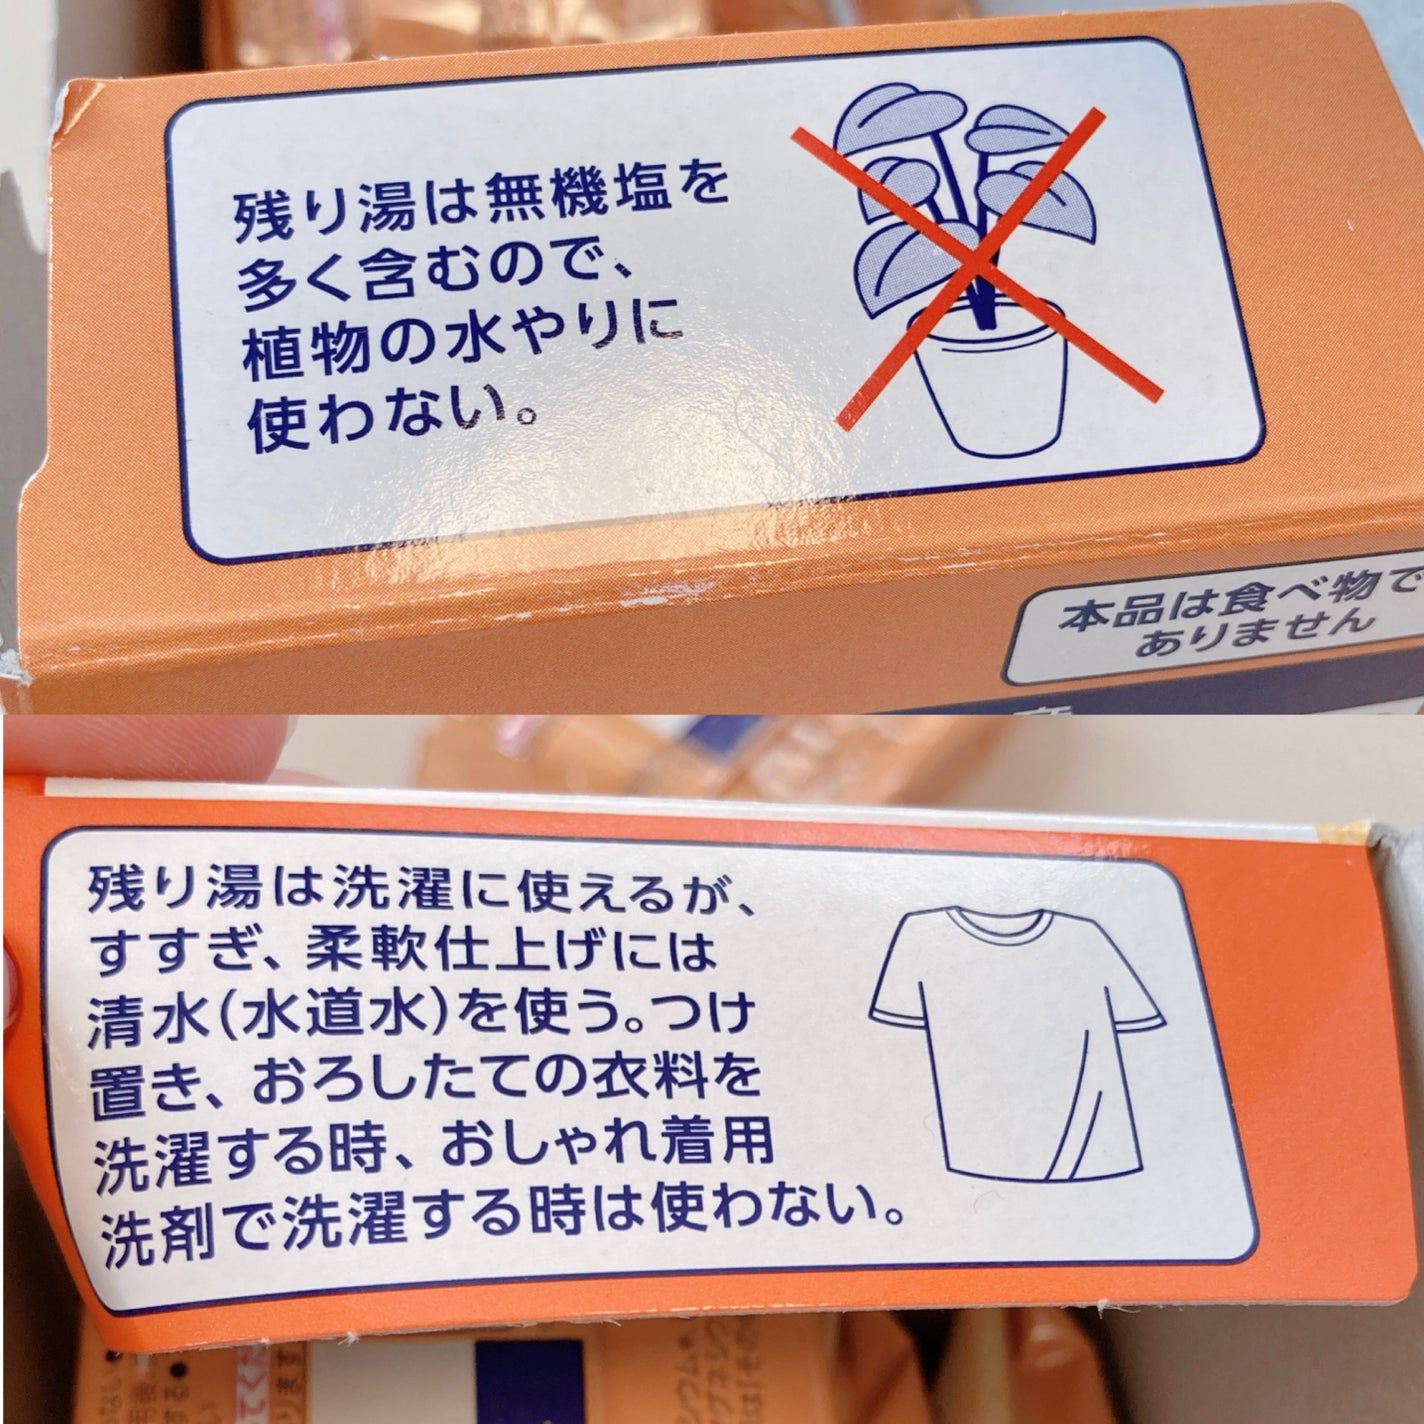 残り湯は無機塩を
多く含むので、
植物の水やりに
使わない。
本品は食べ物で
ありません
残り湯は洗濯に使えるが、
すすぎ、柔軟仕上げには
清水(水道水)を使う。つけ
置き、おろしたての衣料を
洗濯する時、おしゃれ着用
洗剤で洗濯する時は使わない。